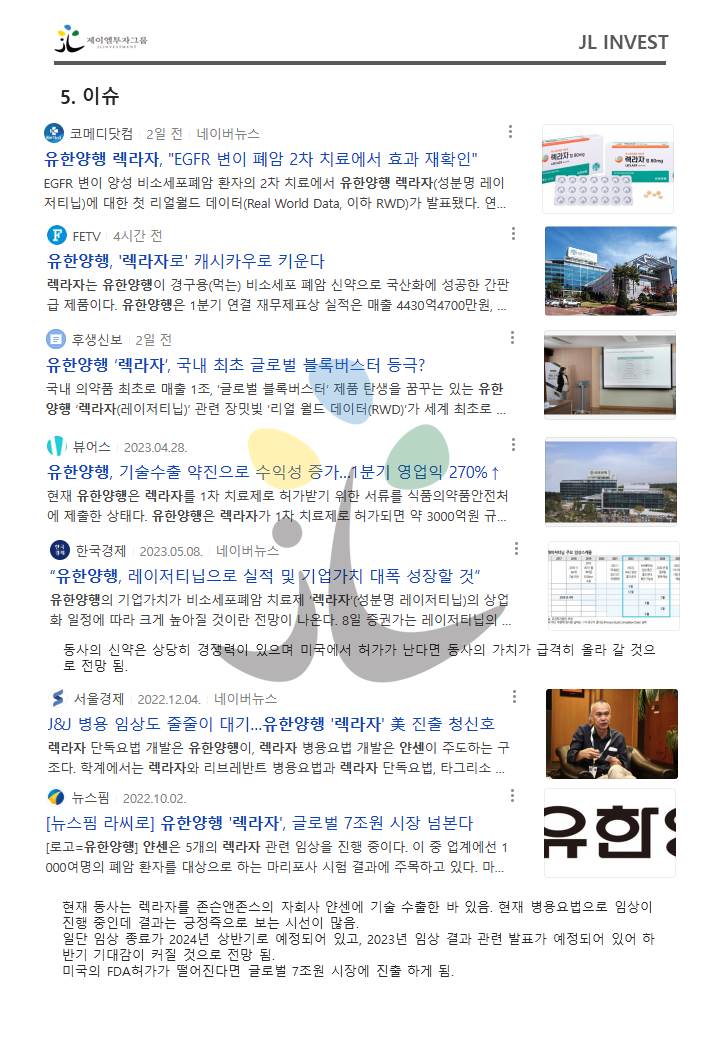 제이엘투자그룹
JLINVESTMENT
JL INVEST
5. 이슈
코메디닷컴 2일 전 네이버뉴스
유한양행 렉라자, "EGFR 변이 폐암 2차 치료에서 효과 재확인"
EGFR 변이 양성 비소세포폐암 환자의 2차 치료에서 유한양행 렉라자(성분명 레이
저티닙)에 대한 첫 리얼월드 데이터(Real World Data, 이하 RWD)가 발표됐다. 연...
렉라자 정 80mg
렉라자 정 80mg
FETV 4시간 전
유한양행, '렉라자로' 캐시카우로 키운다
렉라자는 유한양행이 경구용(먹는) 비소세포 폐암 신약으로 국산화에 성공한 간판
급 제품이다. 유한양행은 1분기 연결 재무제표상 실적은 매출 4430억4700만원, ...
후생신보 2일 전
유한양행 '렉라자', 국내 최초 글로벌 블록버스터 등극?
국내 의약품 최초로 매출 1조, '글로벌 블록버스터' 제품 탄생을 꿈꾸는 있는 유한
양행 '렉라자(레이저티닙)' 관련 장밋빛 '리얼 월드 데이터(RWD)'가 세계 최초로 ...
뷰어스 2023.04.28.
유한양행, 기술수출 약진으로 수익성 증가...1분기 영업익 270%↑
현재 유한양행은 렉라자를 1차 치료제로 허가받기 위한 서류를 식품의약품안전처
에 제출한 상태다. 유한양행은 렉라자가 1차 치료제로 허가되면 약 3000억원 규...
한국경제 2023.05.08. 네이버뉴스
"유한양행, 레이저티닙으로 실적 및 기업가치 대폭 성장할 것"
유한양행의 기업가치가 비소세포폐암 치료제 '렉라자'(성분명 레이저티닙)의 상업
화 일정에 따라 크게 높아질 것이란 전망이 나온다. 8일 증권가는 레이저티닙의 ...
동사의 신약은 상당히 경쟁력이 있으며 미국에서 허가가 난다면 동사의 가치가 급격히 올라 갈 것으
로 전망 됨.
서울경제 2022.12.04. 네이버뉴스
J&J 병용 임상도 줄줄이 대기...유한양행 '렉라자' 美 진출 청신호
렉라자 단독요법 개발은 유한양행이, 렉라자 병용요법 개발은 얀센이 주도하는 구
조다. 학계에서는 렉라자와 리브레반트 병용요법과 렉라자 단독요법, 타그리소 ...
뉴스핌 2022.10.02.
[뉴스핌 라씨로] 유한양행 '렉라자', 글로벌 7조원 시장 넘본다
[로고=유한양행] 얀센은 5개의 렉라자 관련 임상을 진행 중이다. 이 중 업계에선 1
000여명의 폐암 환자를 대상으로 하는 마리포사 시험 결과에 주목하고 있다. 마...
유한양
현재 동사는 렉라자를 존슨앤존스의 자회사 얀센에 기술 수출한 바 있음. 현재 병용요법으로 임상이
진행 중인데 결과는 긍정즉으로 보는 시선이 많음.
일단 임상 종료가 2024년 상반기로 예정되어 있고, 2023년 임상 결과 관련 발표가 예정되어 있어 하
반기 기대감이 커질 것으로 전망 됨.
미국의 FDA허가가 떨어진다면 글로벌 7조원 시장에 진출 하게 됨.